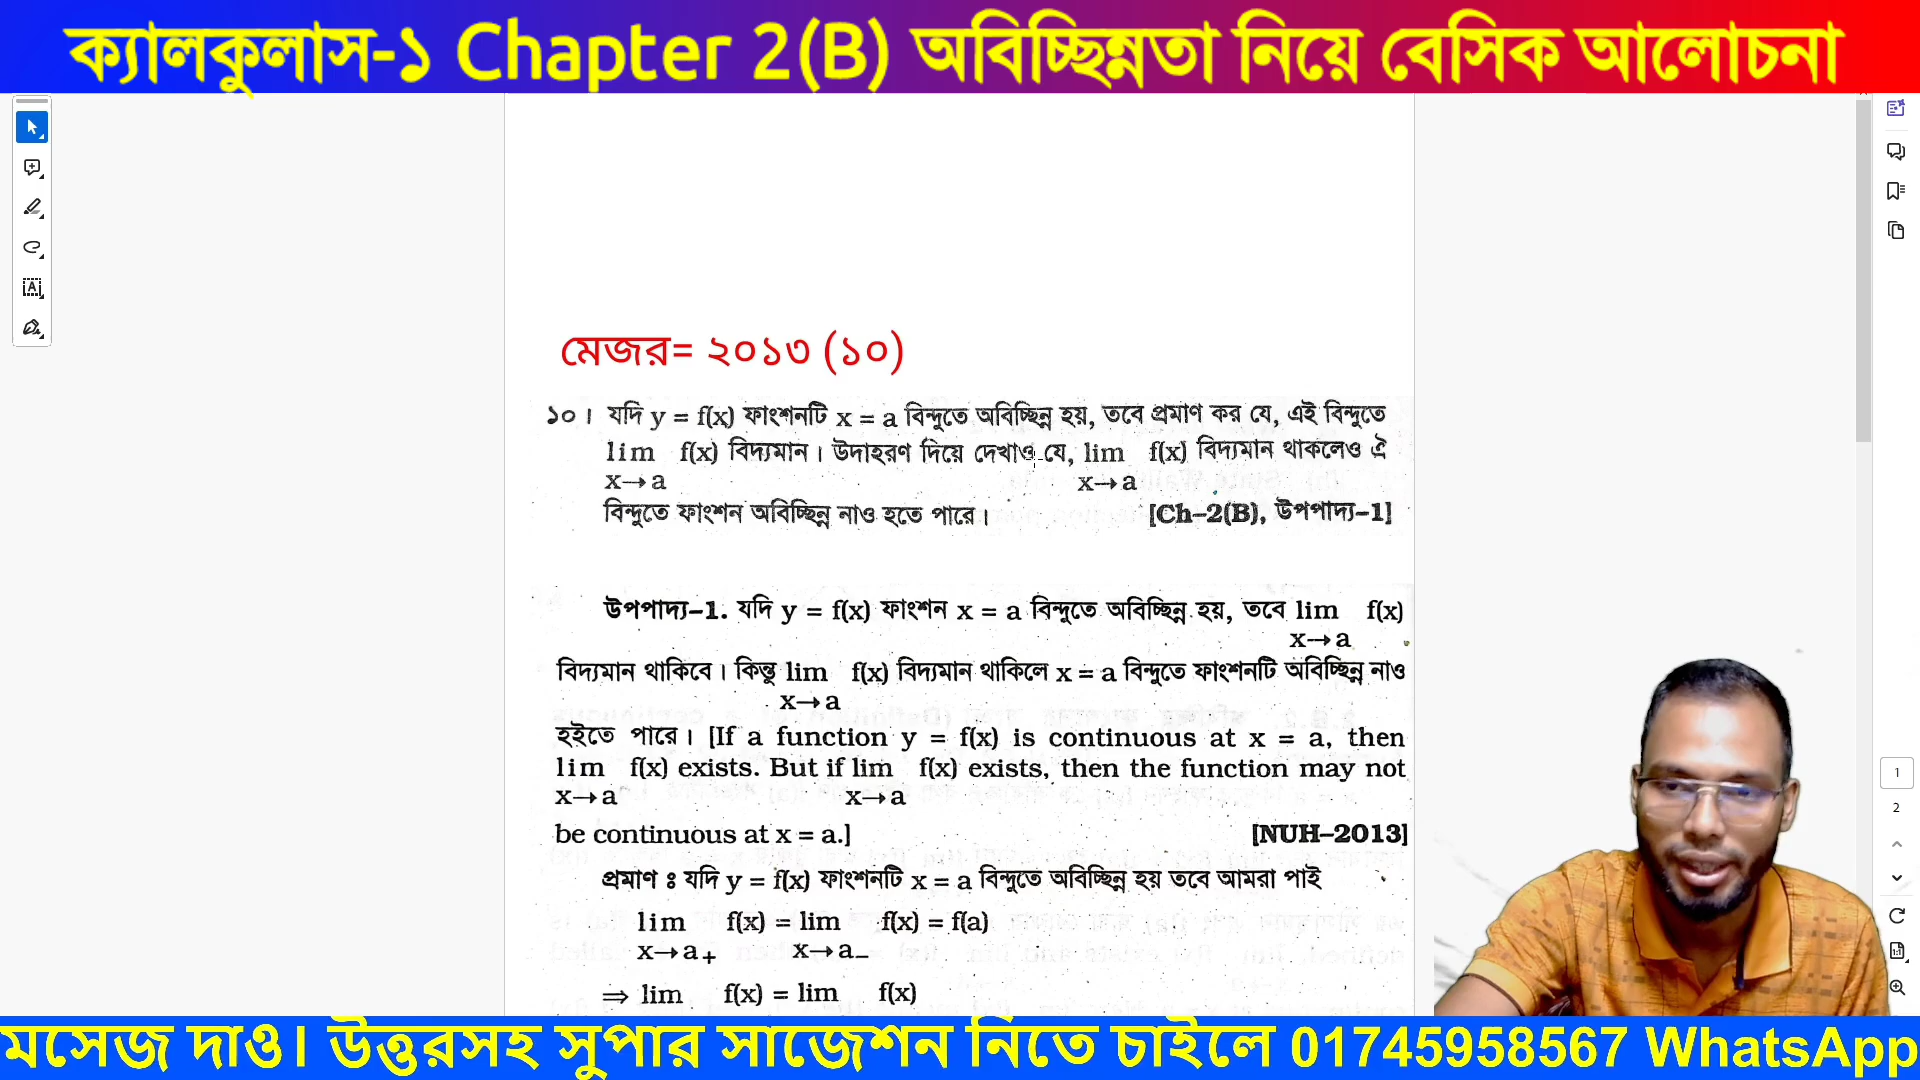 ক্যালকুলাস-১ Chapter 2(B) অবিচ্ছিন্নতা নিয়ে বেসিক আলোচনা
মেজর= ২০১৩ (১০)
১০। যদি y = f(x) ফাংশনটি x = a বিন্দুতে অবিচ্ছিন্ন হয়, তবে প্রমাণ কর যে, এই বিন্দুতে
lim f(x) বিদ্যমান। উদাহরণ দিয়ে দেখাও যে, lim f(x) বিদ্যমান থাকলেও ঐ
x→a x→a
বিন্দুতে ফাংশন অবিচ্ছিন্ন নাও হতে পারে। [Ch–2(B), উপপাদ্য–1]
উপপাদ্য–1. যদি y = f(x) ফাংশন x = a বিন্দুতে অবিচ্ছিন্ন হয়, তবে lim f(x)
x→a
বিদ্যমান থাকিবে। কিন্তু lim f(x) বিদ্যমান থাকিলে x = a বিন্দুতে ফাংশনটি অবিচ্ছিন্ন নাও
x→a
হইতে পারে। [If a function y = f(x) is continuous at x = a, then
lim f(x) exists. But if lim f(x) exists, then the function may not
x→a x→a
be continuous at x = a.] [NUH–2013]
প্রমাণ ঃ যদি y = f(x) ফাংশনটি x = a বিন্দুতে অবিচ্ছিন্ন হয় তবে আমরা পাই
lim f(x) = lim f(x) = f(a)
x→a+ x→a–
⇒ lim f(x) = lim f(x)
1
2
মসেজ দাও। উত্তরসহ সুপার সাজেশন নিতে চাইলে 01745958567 WhatsApp